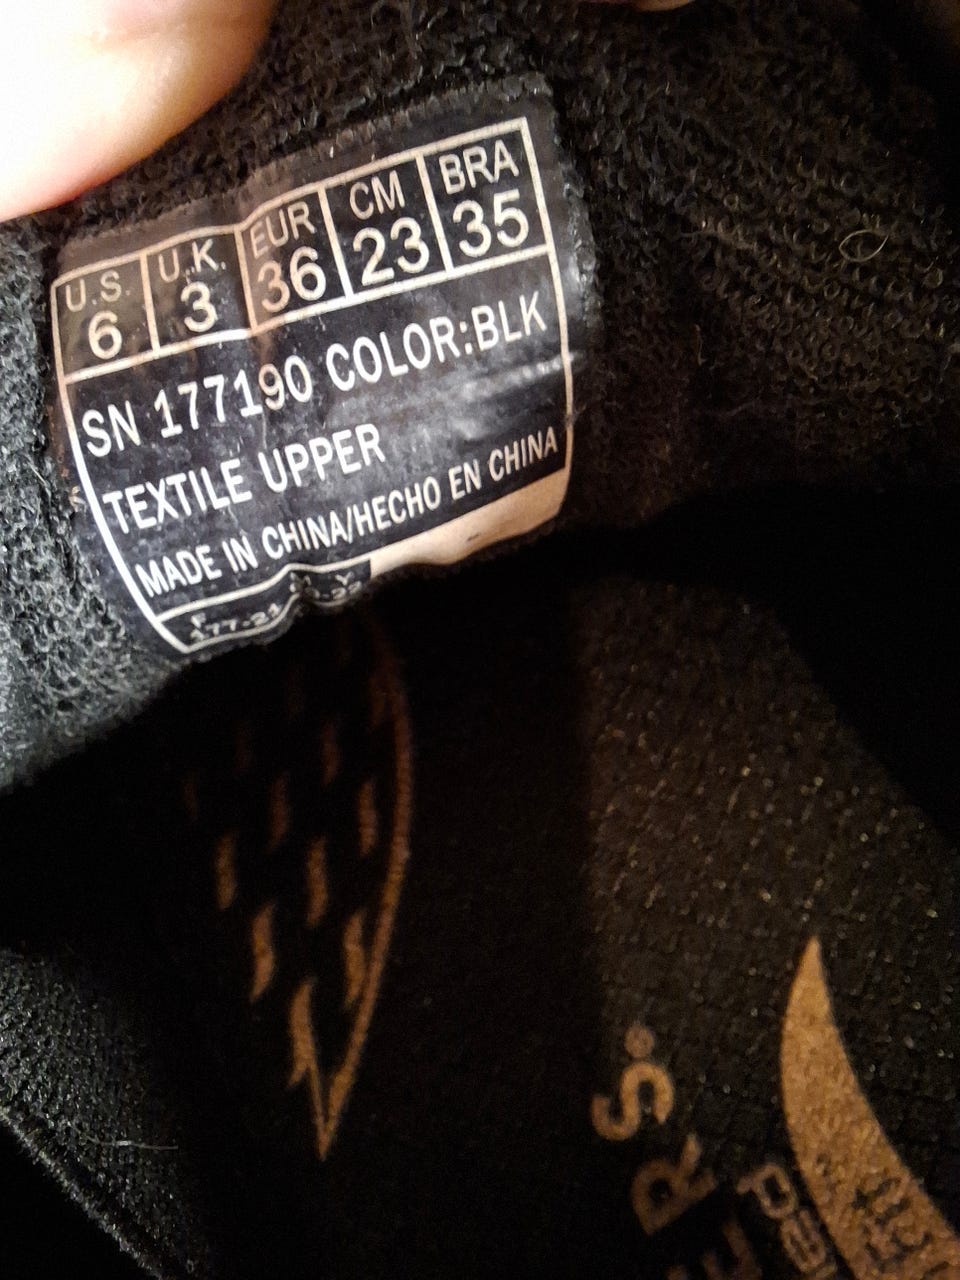 U.S. U.K. EUR CM BRA
6 3 36 23 35
SN 177190 COLOR:BLK
TEXTILE UPPER
MADE IN CHINA/HECHO EN CHINA
ERS.